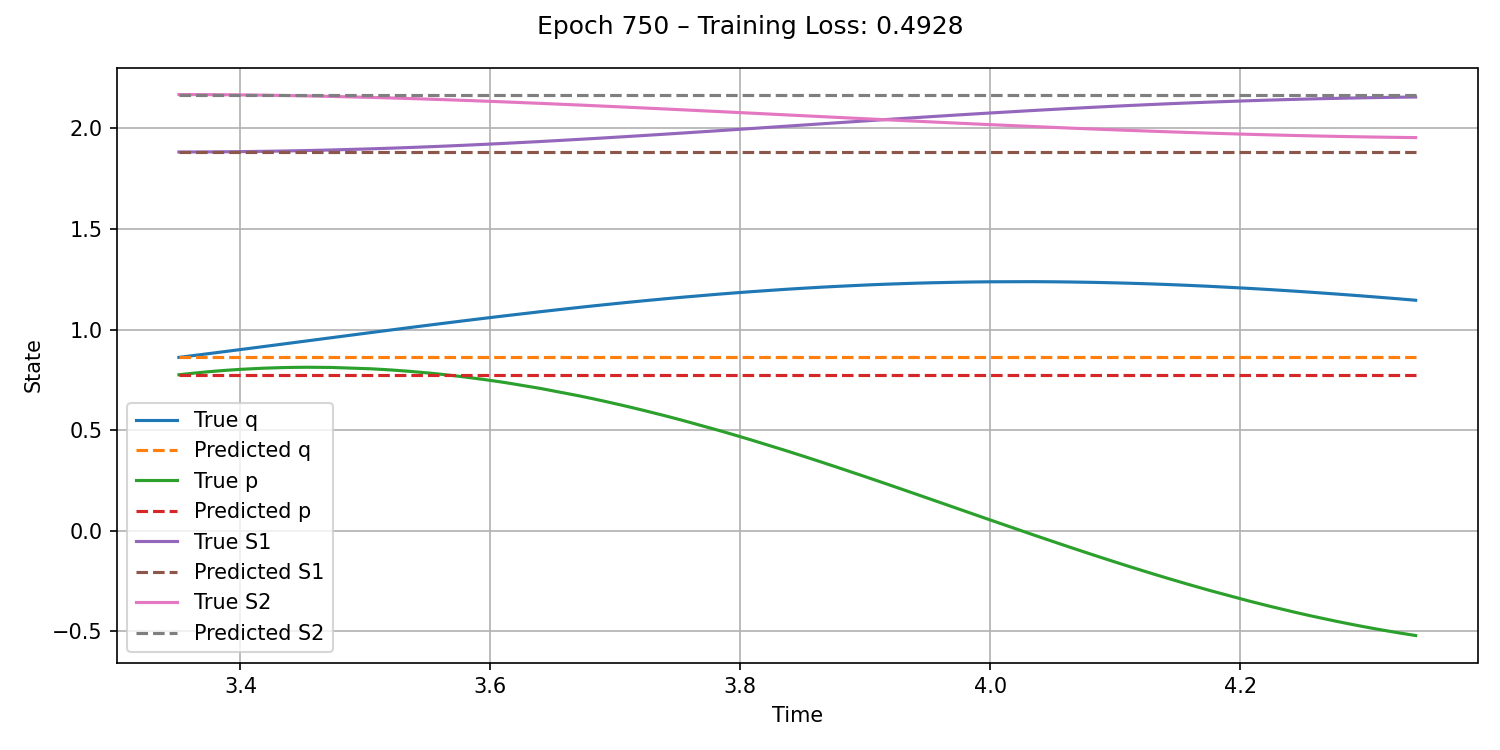 Epoch 750 – Training Loss: 0.4928
2.0
1.5
1.0
0.5
0.0
−0.5
State
True q
Predicted q
True p
Predicted p
True S1
Predicted S1
True S2
Predicted S2
3.4 3.6 3.8 4.0 4.2
Time